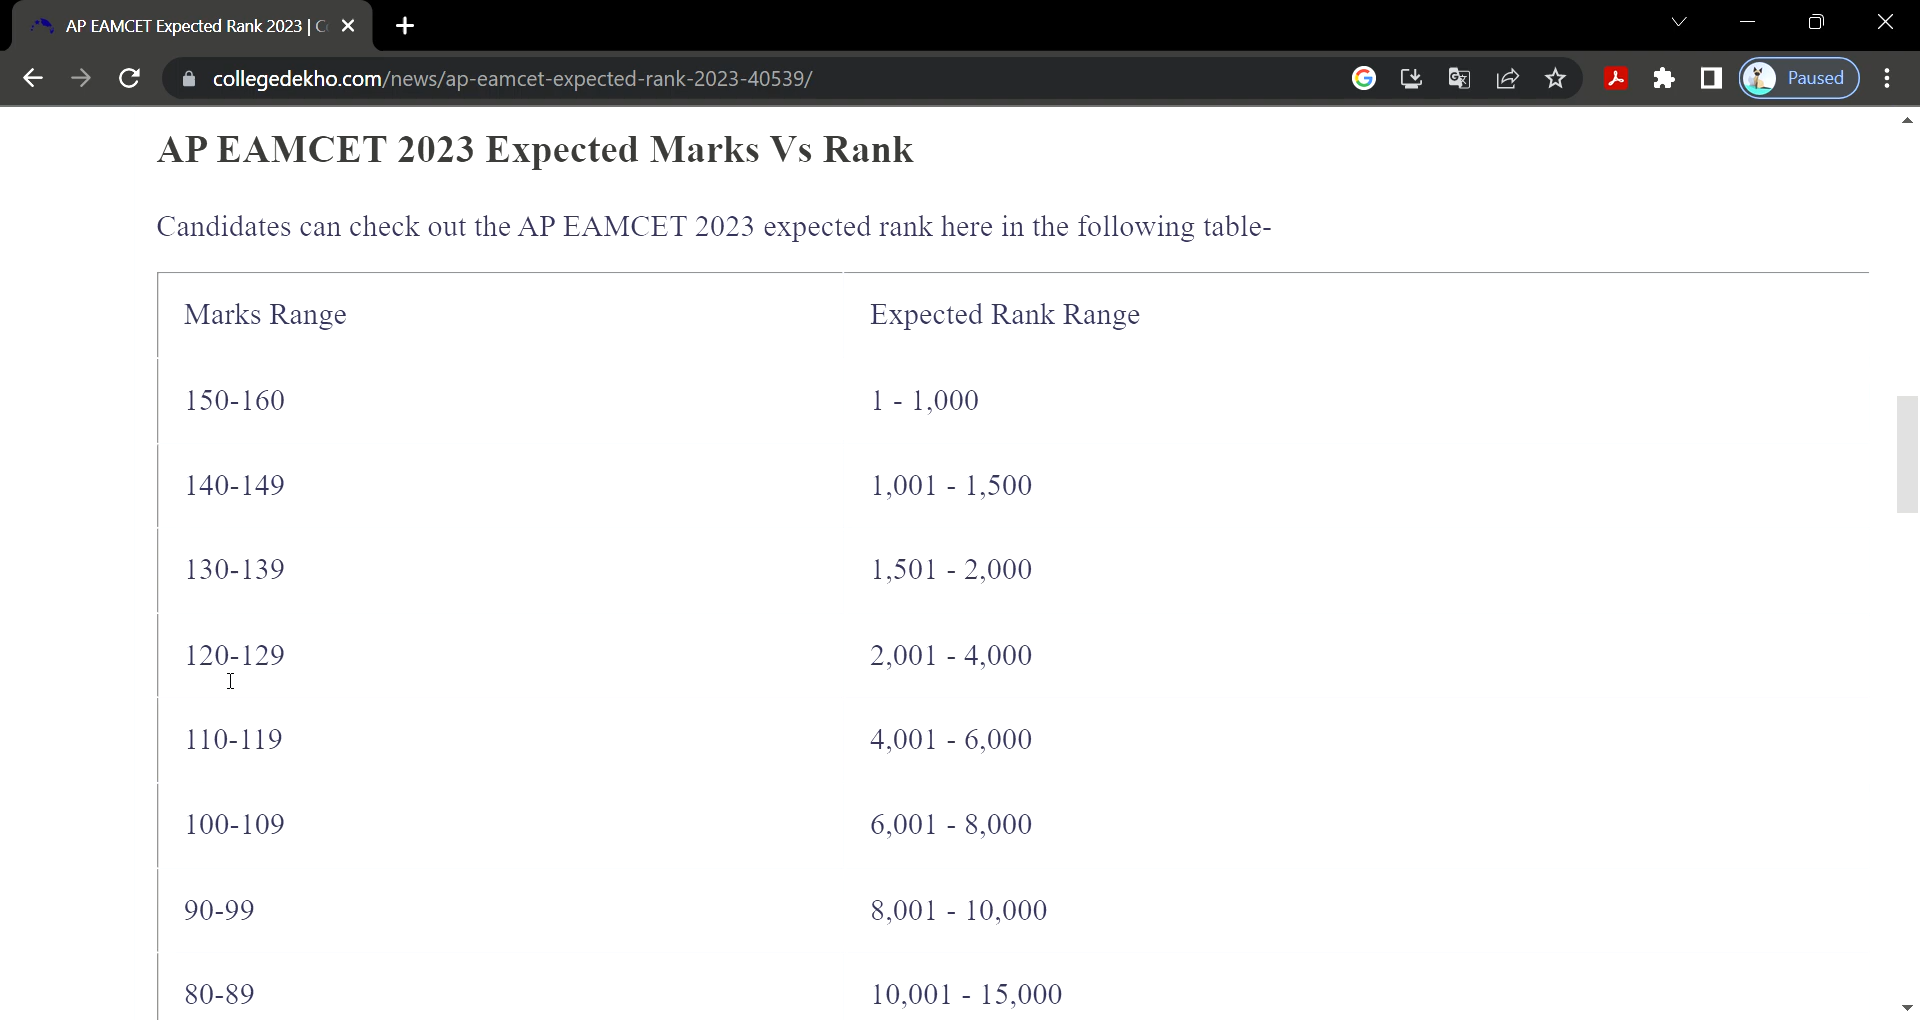 AP EAMCET Expected Rank 2023 |
collegedekho.com/news/ap-eamcet-expected-rank-2023-40539/
Paused
AP EAMCET 2023 Expected Marks Vs Rank
Candidates can check out the AP EAMCET 2023 expected rank here in the following table-
Marks Range Expected Rank Range
150-160 1 - 1,000
140-149 1,001 - 1,500
130-139 1,501 - 2,000
120-129 2,001 - 4,000
110-119 4,001 - 6,000
100-109 6,001 - 8,000
90-99 8,001 - 10,000
80-89 10,001 - 15,000